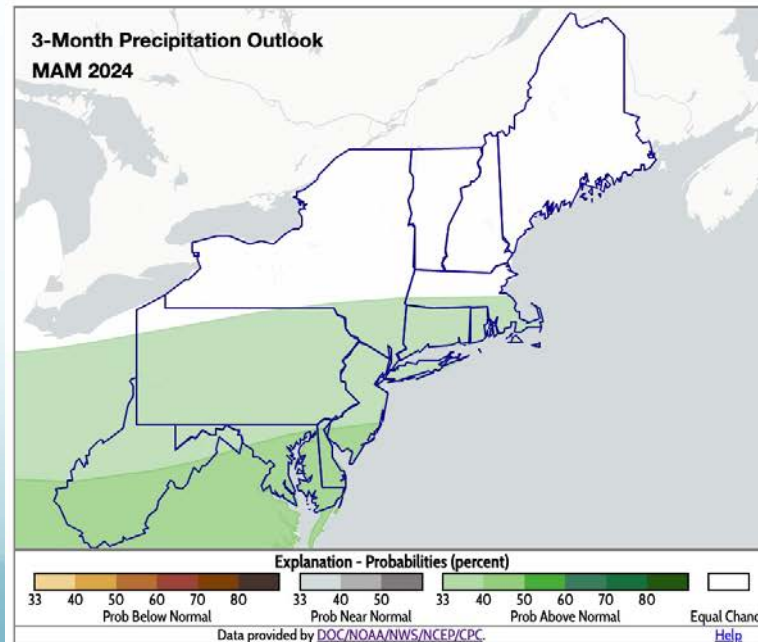 3-Month Precipitation Outlook
MAM 2024
Explanation - Probabilities (percent)
33 40 50 60 70 80 33 40 50 33 40 50 60 70 80
Prob Below Normal Prob Near Normal Prob Above Normal Equal Chanc
Data provided by DOC/NOAA/NWS/NCEP/CPC. Help